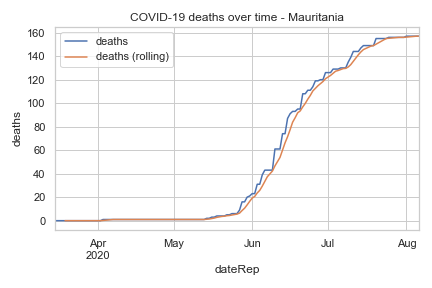 COVID-19 deaths over time - Mauritania
deaths
deaths (rolling)
160
140
120
100
80
60
40
20
0
deaths
Apr
2020
May
Jun
Jul
Aug
dateRep